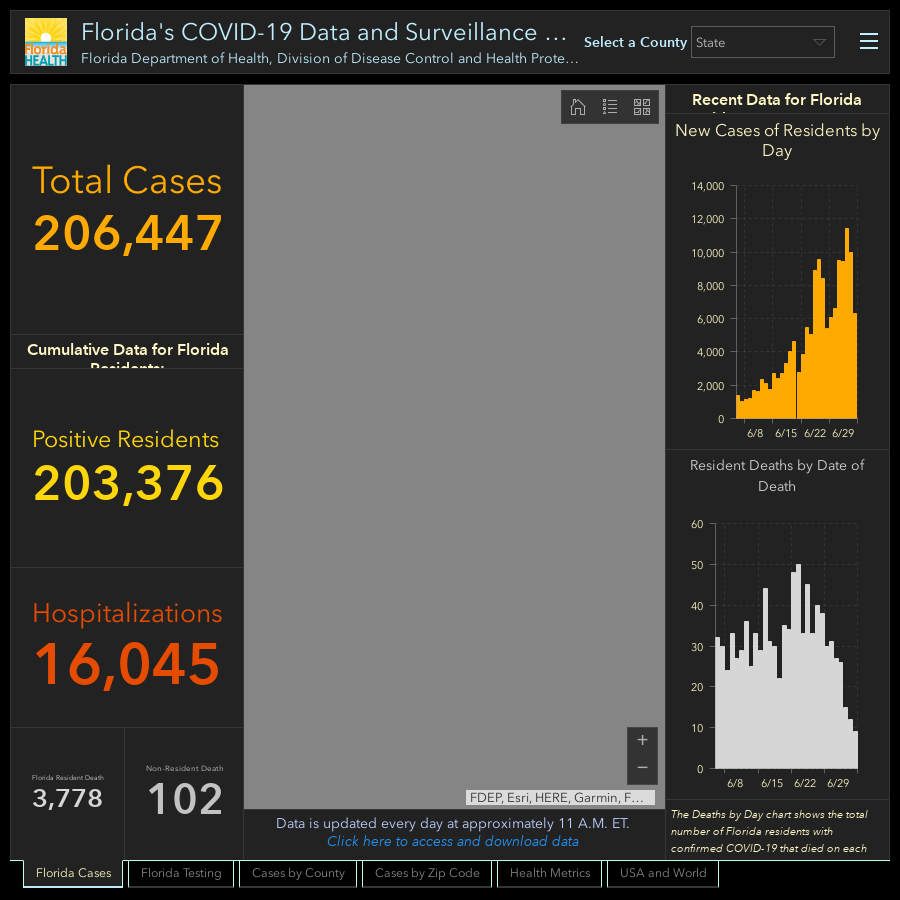 Florida's COVID-19 Data and Surveillance ...
Florida Department of Health, Division of Disease Control and Health Prote...
Florida
HEALTH
Select a County
State
Total Cases
206,447
Cumulative Data for Florida
Residents:
Positive Residents
203,376
Hospitalizations
16,045
Florida Resident Death
3,778
Non-Resident Death
102
FDEP, Esri, HERE, Garmin, F...
Data is updated every day at approximately 11 A.M. ET.
Click here to access and download data
Recent Data for Florida
New Cases of Residents by
Day
14,000
12,000
10,000
8,000
6,000
4,000
2,000
0
6/8 6/15 6/22 6/29
Resident Deaths by Date of
Death
60
50
40
30
20
10
0
6/8 6/15 6/22 6/29
The Deaths by Day chart shows the total
number of Florida residents with
confirmed COVID-19 that died on each
Florida Cases
Florida Testing
Cases by County
Cases by Zip Code
Health Metrics
USA and World